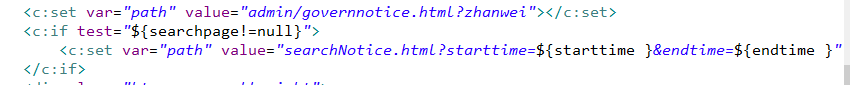 <c:set var="path" value="admin/governnotice.html?zhanwei"></c:set>
<c:if test="${searchpage!=null}">
<c:set var="path" value="searchNotice.html?starttime=${starttime }&endtime=${endtime }"
</c:if>